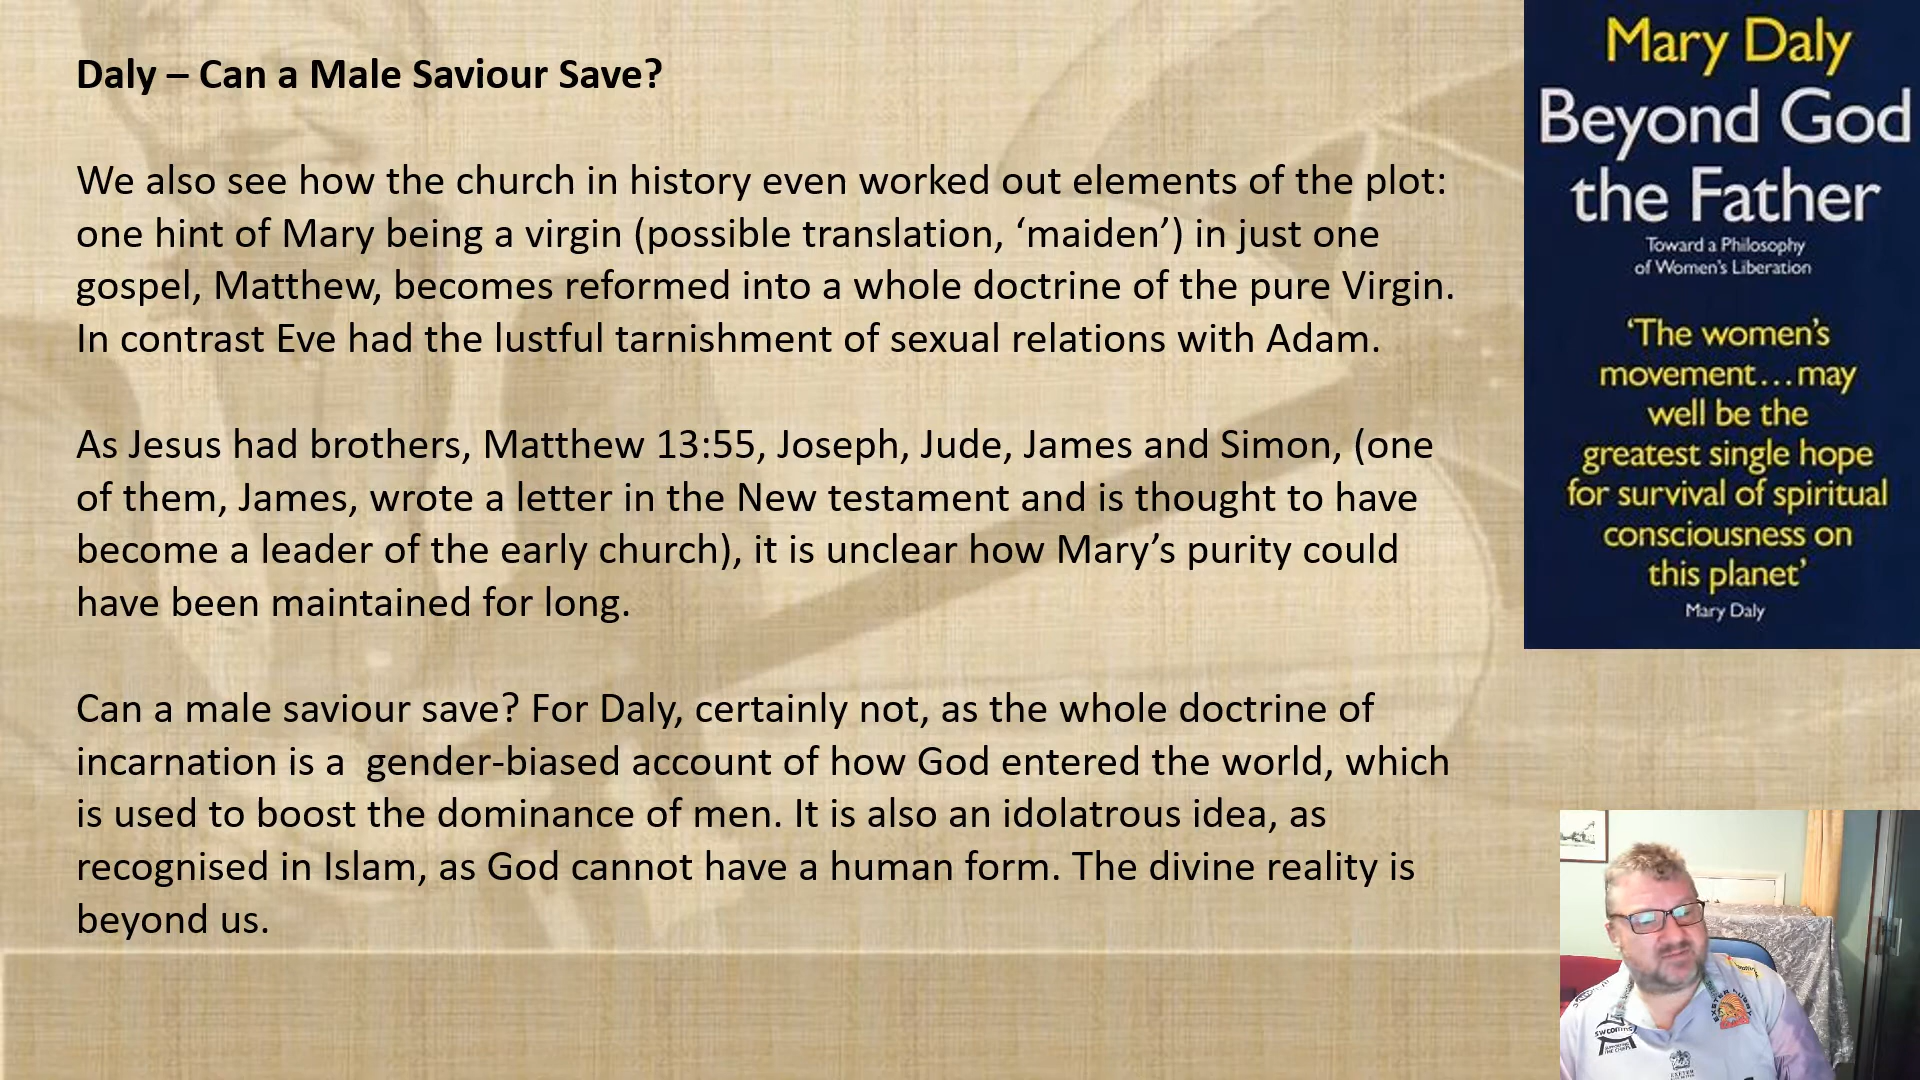 Daly – Can a Male Saviour Save?
We also see how the church in history even worked out elements of the plot:
one hint of Mary being a virgin (possible translation, ‘maiden’) in just one
gospel, Matthew, becomes reformed into a whole doctrine of the pure Virgin.
In contrast Eve had the lustful tarnishment of sexual relations with Adam.
As Jesus had brothers, Matthew 13:55, Joseph, Jude, James and Simon, (one
of them, James, wrote a letter in the New testament and is thought to have
become a leader of the early church), it is unclear how Mary’s purity could
have been maintained for long.
Can a male saviour save? For Daly, certainly not, as the whole doctrine of
incarnation is a  gender-biased account of how God entered the world, which
is used to boost the dominance of men. It is also an idolatrous idea, as
recognised in Islam, as God cannot have a human form. The divine reality is
beyond us.
Mary Daly
Beyond God
the Father
Toward a Philosophy
of Women’s Liberation
‘The women’s
movement...may
well be the
greatest single hope
for survival of spiritual
consciousness on
this planet’
Mary Daly
EXETER RUGBY
EXETER